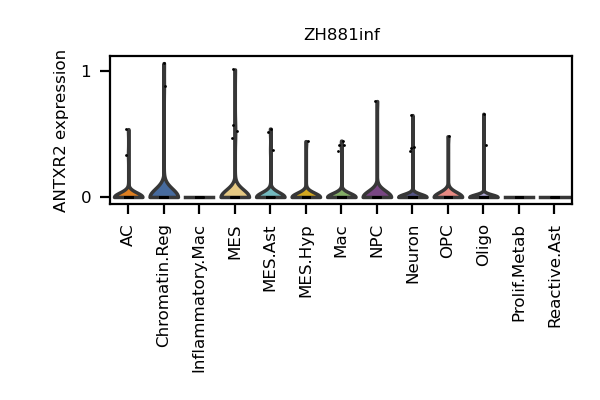 ZH881inf
ANTXR2 expression
1
0
AC
Chromatin.Reg
Inflammatory.Mac
MES
MES.Ast
MES.Hyp
Mac
NPC
Neuron
OPC
Oligo
Prolif.Metab
Reactive.Ast